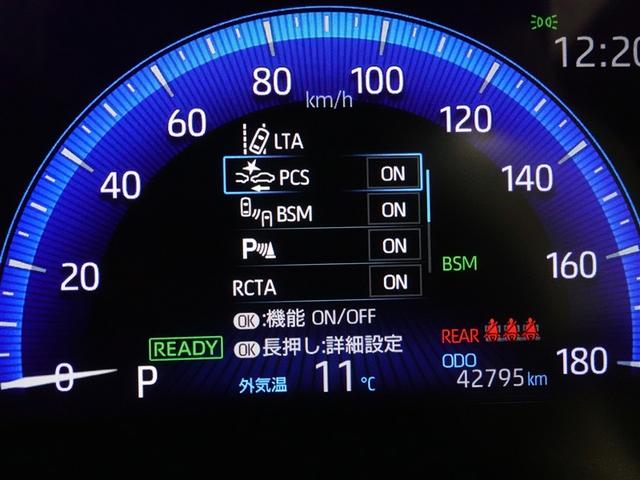 12:20
80 100
km/h
60 120
LTA
40 140
PCS ON
BSM ON
P ON
20 BSM 160
RCTA ON
OK:機能 ON/OFF
READY OK長押し:詳細設定 REAR
0 P 外気温 11℃ ODO 180
42795 km